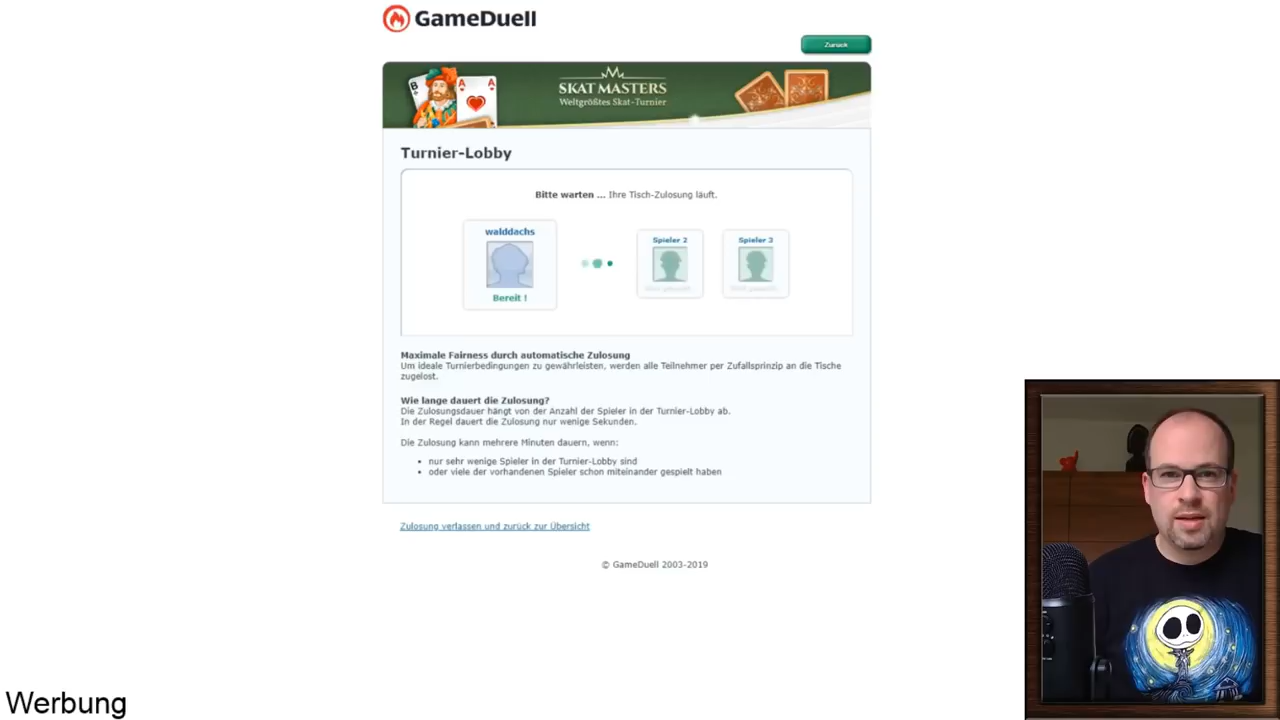 GameDuell
Zurück
B
A
A
SKAT MASTERS
Weltgrößtes Skat-Turnier
Turnier-Lobby
Bitte warten ... Ihre Tisch-Zulosung läuft.
walddachs
Bereit !
Spieler 2
Spieler 3
Maximale Fairness durch automatische Zulosung
Um ideale Turnierbedingungen zu gewährleisten, werden alle Teilnehmer per Zufallsprinzip an die Tische
zugelost.
Wie lange dauert die Zulosung?
Die Zulosungsdauer hängt von der Anzahl der Spieler in der Turnier-Lobby ab.
In der Regel dauert die Zulosung nur wenige Sekunden.
Die Zulosung kann mehrere Minuten dauern, wenn:
• nur sehr wenige Spieler in der Turnier-Lobby sind
• oder viele der vorhandenen Spieler schon miteinander gespielt haben
Zulosung verlassen und zurück zur Übersicht
© GameDuell 2003-2019
Werbung